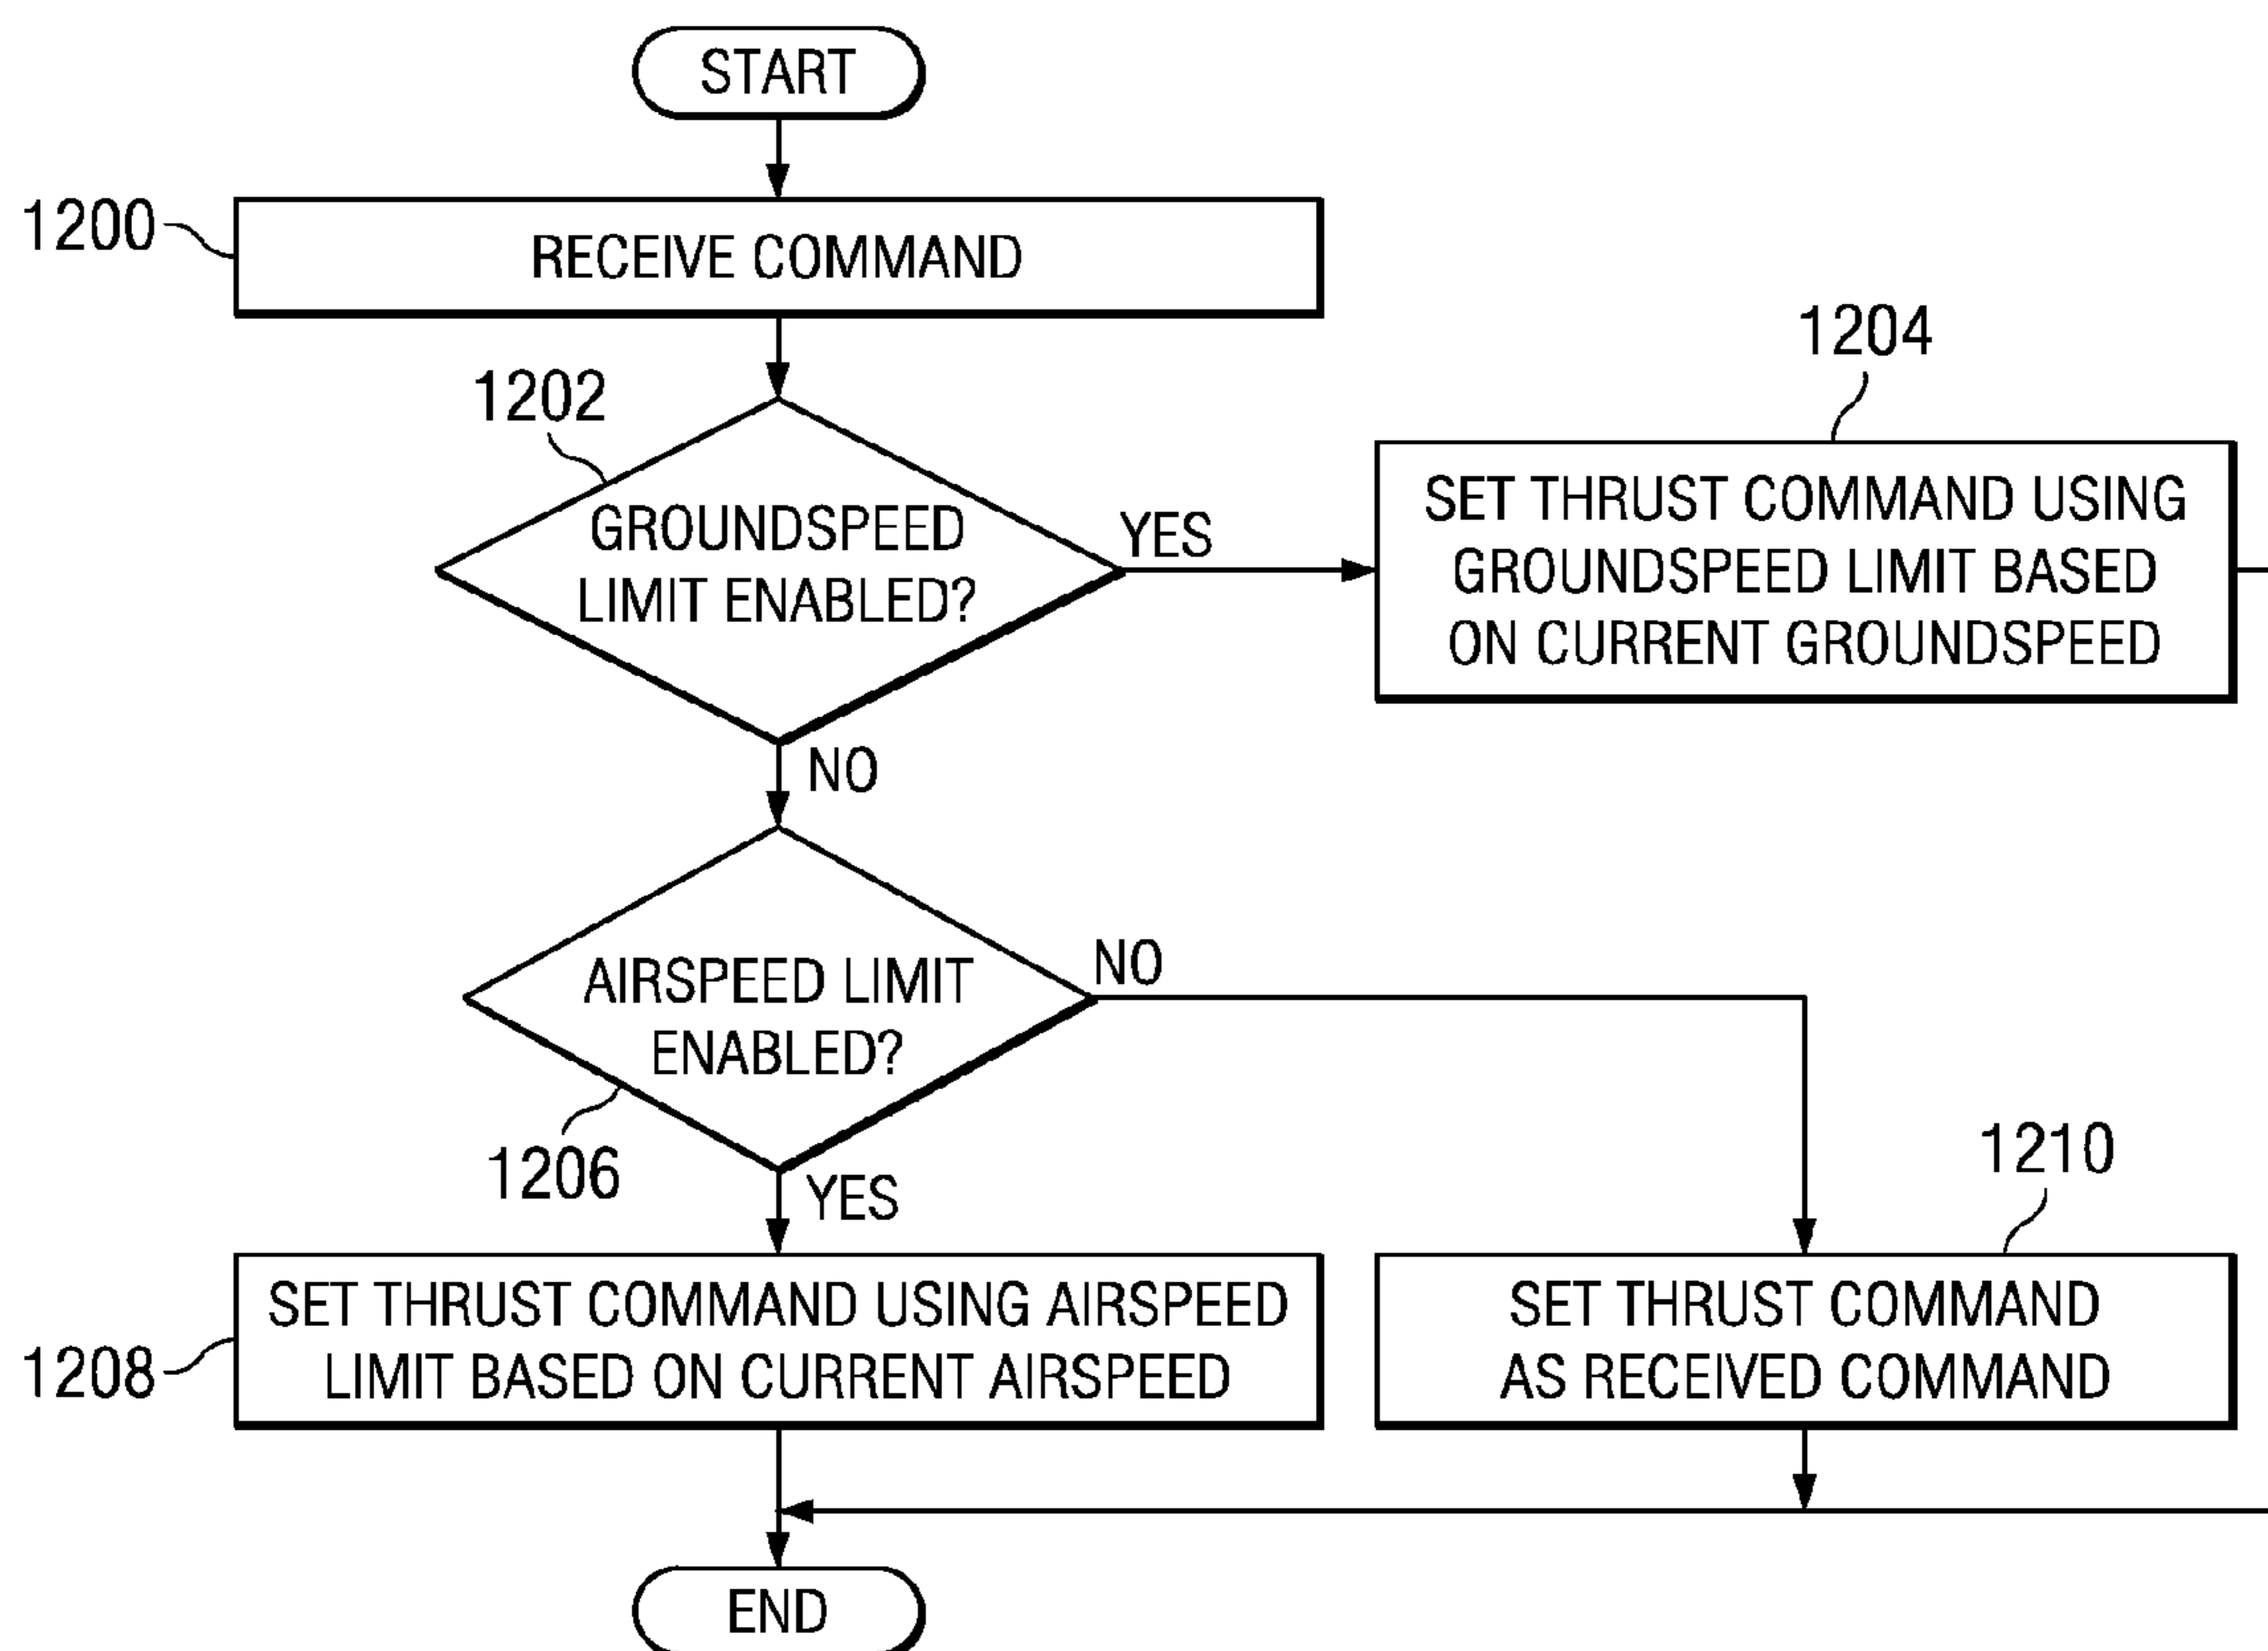 START
1200
RECEIVE COMMAND
1204
1202
GROUNDSPEED
LIMIT ENABLED?
YES
SET THRUST COMMAND USING
GROUNDSPEED LIMIT BASED
ON CURRENT GROUNDSPEED
NO
AIRSPEED LIMIT
ENABLED?
NO
1206
YES
1210
1208
SET THRUST COMMAND USING AIRSPEED
LIMIT BASED ON CURRENT AIRSPEED
SET THRUST COMMAND
AS RECEIVED COMMAND
END